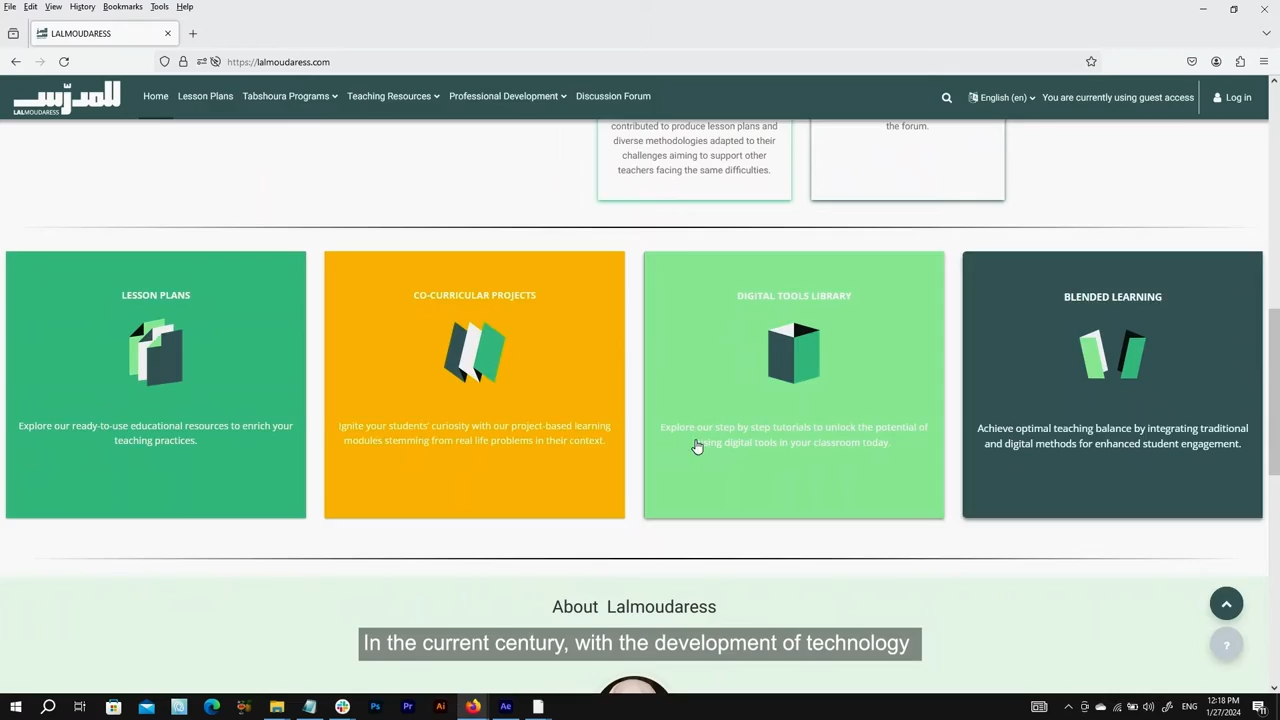 File Edit View History Bookmarks Tools Help
LALMOUDARESS
https://lalmoudaress.com
للمدرّس
LALMOUDARESS
Home Lesson Plans Tabshoura Programs Teaching Resources Professional Development Discussion Forum
English (en) You are currently using guest access Log in
contributed to produce lesson plans and
diverse methodologies adapted to their
challenges aiming to support other
teachers facing the same difficulties.
the forum.
LESSON PLANS
Explore our ready-to-use educational resources to enrich your
teaching practices.
CO-CURRICULAR PROJECTS
Ignite your students' curiosity with our project-based learning
modules stemming from real life problems in their context.
DIGITAL TOOLS LIBRARY
Explore our step by step tutorials to unlock the potential of
using digital tools in your classroom today.
BLENDED LEARNING
Achieve optimal teaching balance by integrating traditional
and digital methods for enhanced student engagement.
About Lalmoudaress
In the current century, with the development of technology
?
Ps Pr Ai Ae
ENG
12:18 PM
1/27/2024